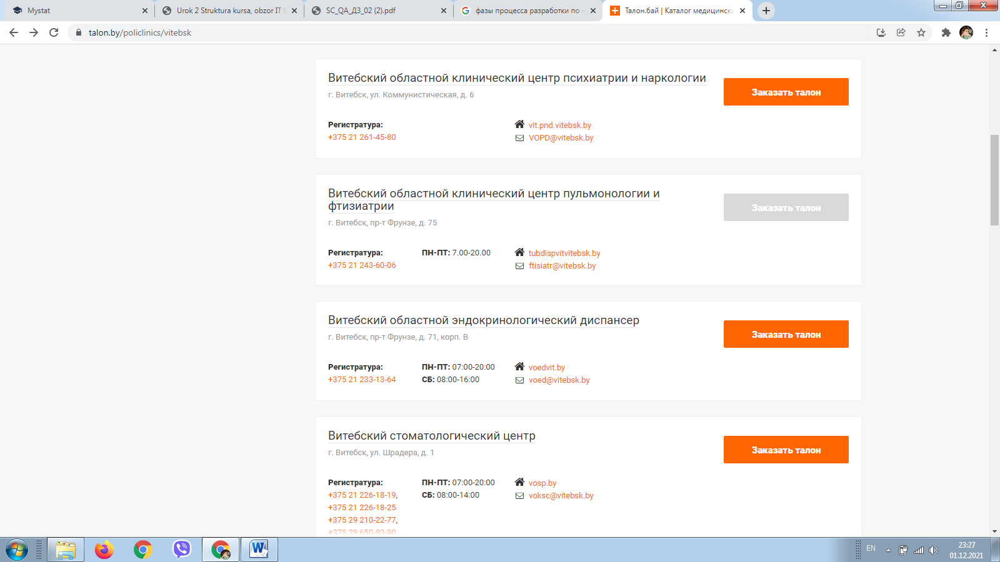 Mystat
Urok 2 Struktura kursa, obzor IT
SC_QA_ДЗ_02 (2).pdf
фазы процесса разработки по -
Талон.бай | Каталог медицинск
talon.by/policlinics/vitebsk
Витебский областной клинический центр психиатрии и наркологии
г. Витебск, ул. Коммунистическая, д. 6
Заказать талон
Регистратура:
+375 21 261-45-80
vit.pnd.vitebsk.by
VOPD@vitebsk.by
Витебский областной клинический центр пульмонологии и
фтизиатрии
г. Витебск, пр-т Фрунзе, д. 75
Заказать талон
Регистратура:
+375 21 243-60-06
ПН-ПТ: 7.00-20.00
tubdispvitvitebsk.by
ftisiatr@vitebsk.by
Витебский областной эндокринологический диспансер
г. Витебск, пр-т Фрунзе, д. 71, корп. В
Заказать талон
Регистратура:
+375 21 233-13-64
ПН-ПТ: 07:00-20:00
СБ: 08:00-16:00
voedvit.by
voed@vitebsk.by
Витебский стоматологический центр
г. Витебск, ул. Шрадера, д. 1
Заказать талон
Регистратура:
+375 21 226-18-19,
+375 21 226-18-25
+375 29 210-22-77,
+375 29 650-93-90
ПН-ПТ: 07:00-20:00
СБ: 08:00-14:00
vosp.by
voksc@vitebsk.by
EN
23:27
01.12.2021